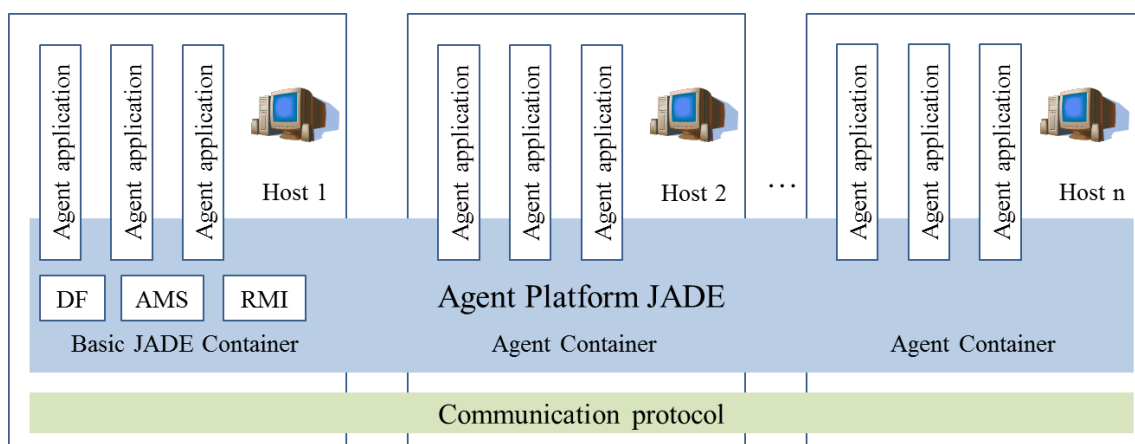 Agent application
Agent application
Agent application
Host 1
Agent application
Agent application
Agent application
Host 2
...
Agent application
Agent application
Agent application
Host n
DF
AMS
RMI
Agent Platform JADE
Basic JADE Container
Agent Container
Agent Container
Communication protocol